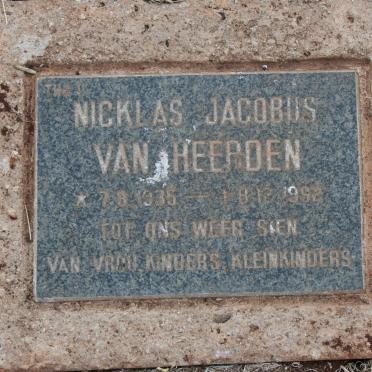 NICKLAS JACOBUS
VAN HEERDEN
TOT ONS WEER SIEN
VAN VROU, KINDERS, KLEINKINDERS